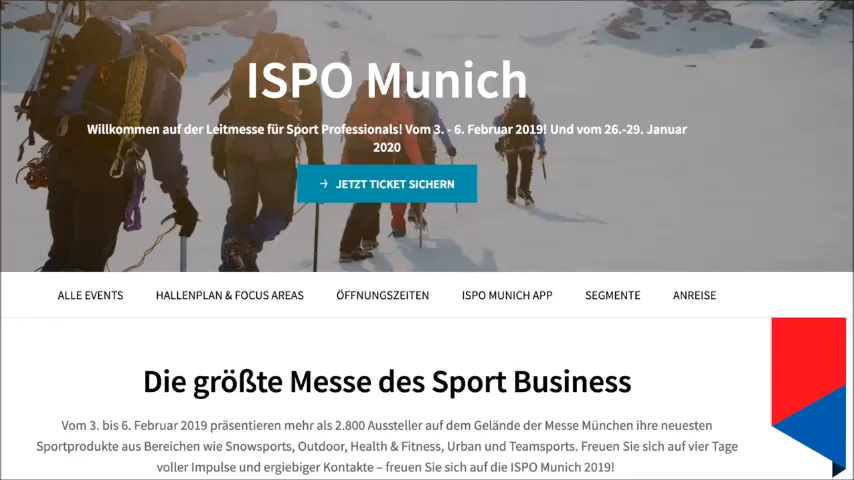 ISPO Munich
Willkommen auf der Leitmesse für Sport Professionals! Vom 3. - 6. Februar 2019! Und vom 26.-29. Januar
2020
→ JETZT TICKET SICHERN
ALLE EVENTS HALLENPLAN & FOCUS AREAS ÖFFNUNGSZEITEN ISPO MUNICH APP SEGMENTE ANREISE
Die größte Messe des Sport Business
Vom 3. bis 6. Februar 2019 präsentieren mehr als 2.800 Aussteller auf dem Gelände der Messe München ihre neuesten
Sportprodukte aus Bereichen wie Snowsports, Outdoor, Health & Fitness, Urban und Teamsports. Freuen Sie sich auf vier Tage
voller Impulse und ergiebiger Kontakte – freuen Sie sich auf die ISPO Munich 2019!